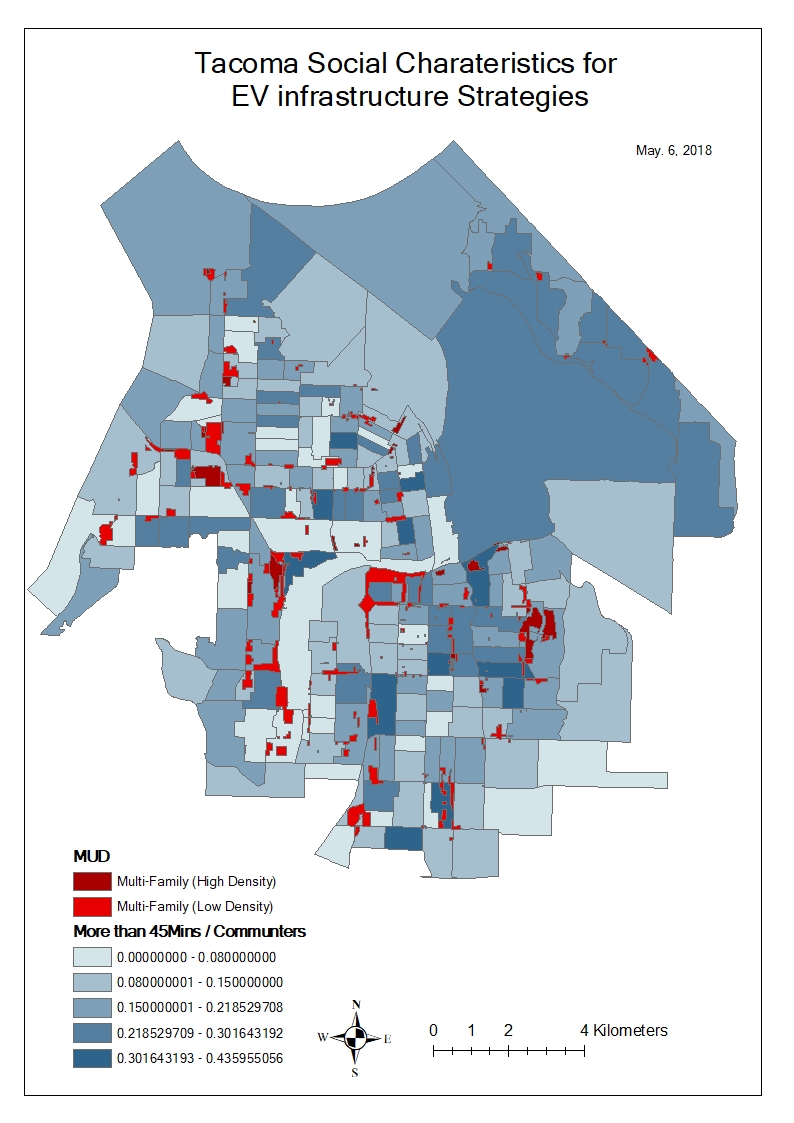 Tacoma Social Charateristics for
EV infrastructure Strategies
May. 6, 2018
MUD
Multi-Family (High Density)
Multi-Family (Low Density)
More than 45Mins / Communters
0.00000000 - 0.080000000
0.080000001 - 0.150000000
0.150000001 - 0.218529708
0.218529709 - 0.301643192
0.301643193 - 0.435955056
N
W E
S
0 1 2 4 Kilometers